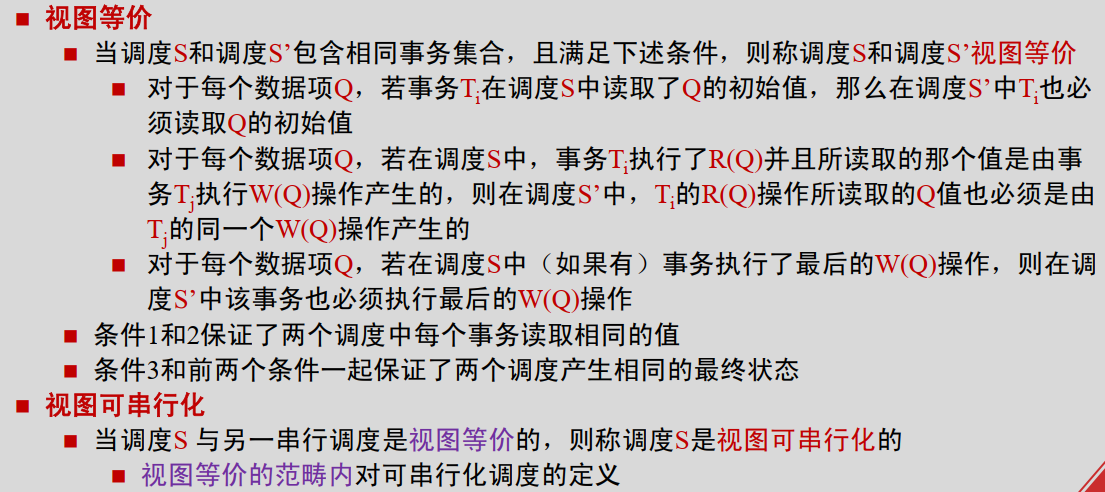 视图等价
当调度S和调度S’包含相同事务集合，且满足下述条件，则称调度S和调度S’视图等价
对于每个数据项Q，若事务Ti在调度S中读取了Q的初始值，那么在调度S’中Ti也必
须读取Q的初始值
对于每个数据项Q，若在调度S中，事务Ti执行了R(Q)并且所读取的那个值是由事
务Tj执行W(Q)操作产生的，则在调度S’中，Ti的R(Q)操作所读取的Q值也必须是由
Tj的同一个W(Q)操作产生的
对于每个数据项Q，若在调度S中（如果有）事务执行了最后的W(Q)操作，则在调
度S’中该事务也必须执行最后的W(Q)操作
条件1和2保证了两个调度中每个事务读取相同的值
条件3和前两个条件一起保证了两个调度产生相同的最终状态
视图可串行化
当调度S 与另一串行调度是视图等价的，则称调度S是视图可串行化的
视图等价的范畴内对可串行化调度的定义